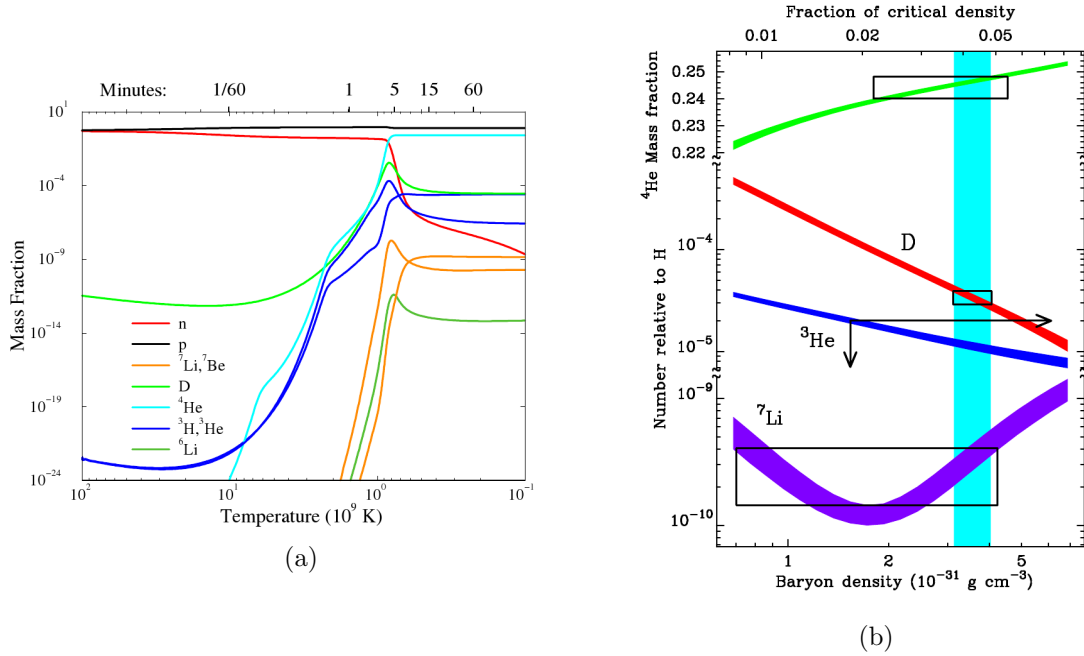 Minutes: 1/60 1 5 15 60
10^1
10^-4
10^-9
10^-14
10^-19
10^-24
Mass Fraction
n
p
^7Li,^7Be
D
^4He
^3H,^3He
^6Li
10^2 10^1 10^0 10^-1
Temperature (10^9 K)
(a)
Fraction of critical density
0.01 0.02 0.05
0.25
0.24
0.23
0.22
^4He Mass fraction
10^-4
10^-5
10^-9
10^-10
Number relative to H
D
^3He
^7Li
1 2 5
Baryon density (10^-31 g cm^-3)
(b)